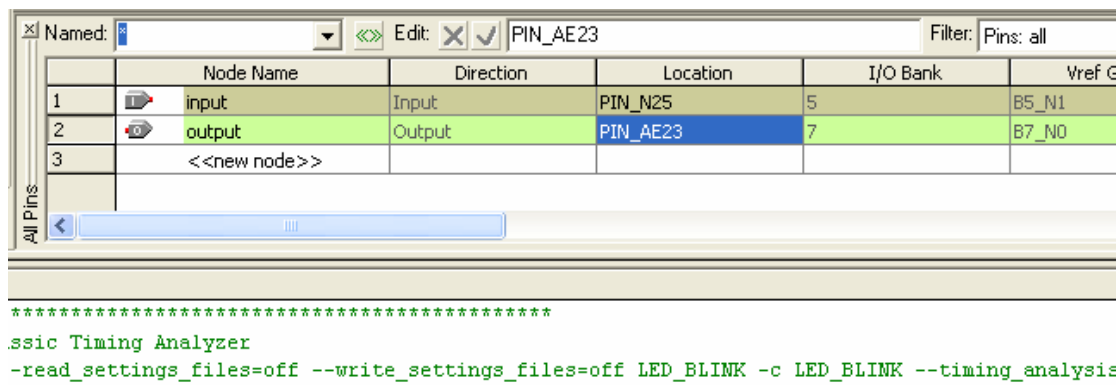 Named: * Edit: PIN_AE23 Filter: Pins: all
Node Name Direction Location I/O Bank Vref G
1 input Input PIN_N25 5 B5_N1
2 output Output PIN_AE23 7 B7_N0
3 <<new node>>
All Pins
*********************************************
ssic Timing Analyzer
-read_settings_files=off --write_settings_files=off LED_BLINK -c LED_BLINK --timing_analysis